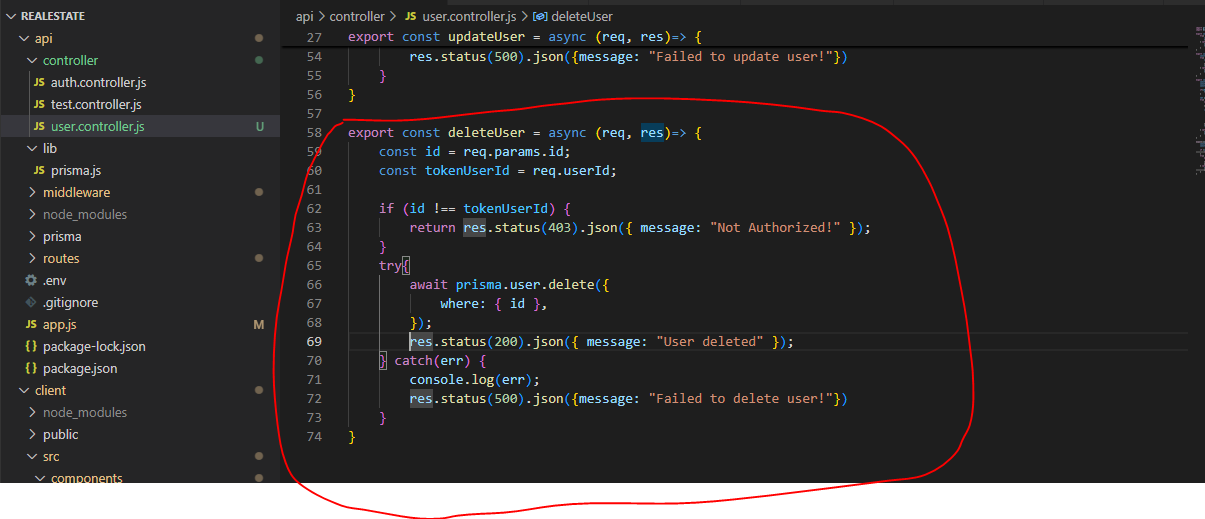 REALESTATE
api
controller
JS auth.controller.js
JS test.controller.js
JS user.controller.js U
lib
JS prisma.js
middleware
node_modules
prisma
routes
.env
.gitignore
JS app.js M
{} package-lock.json
{} package.json
client
node_modules
public
src
components
api > controller > JS user.controller.js > deleteUser
27 export const updateUser = async (req, res)=> {
54 res.status(500).json({message: "Failed to update user!"})
55 }
56 }
57
58 export const deleteUser = async (req, res)=> {
59 const id = req.params.id;
60 const tokenUserId = req.userId;
61
62 if (id !== tokenUserId) {
63 return res.status(403).json({ message: "Not Authorized!" });
64 }
65 try{
66 await prisma.user.delete({
67 where: { id },
68 });
69 res.status(200).json({ message: "User deleted" });
70 } catch(err) {
71 console.log(err);
72 res.status(500).json({message: "Failed to delete user!"})
73 }
74 }